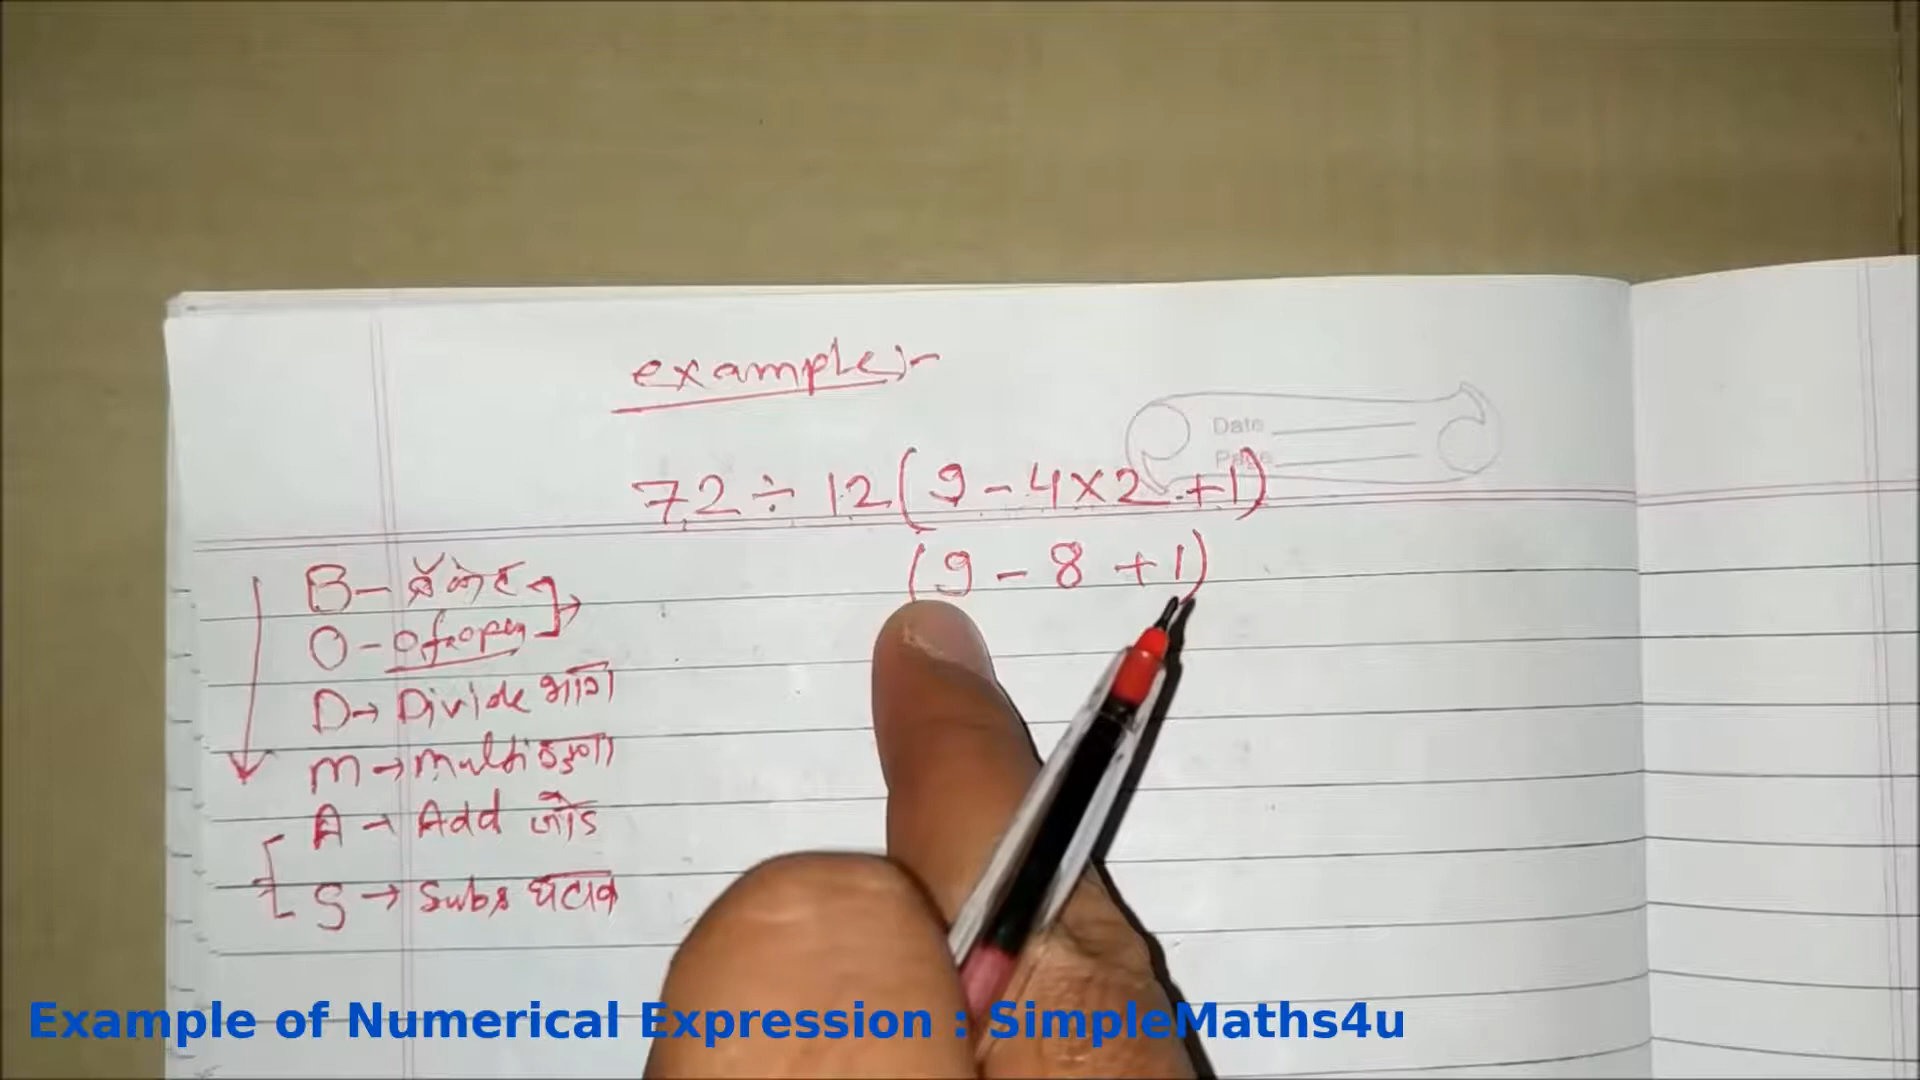 example:-
Date
Page
72 ÷ 12(9 - 4×2 +1)
(9 - 8 +1)
B - ब्रेकेट
O - of, open
D → Divide भाग
M → Multi गुणा
A → Add जोड
S → Subs घटाव
Example of Numerical Expression : SimpleMaths4u